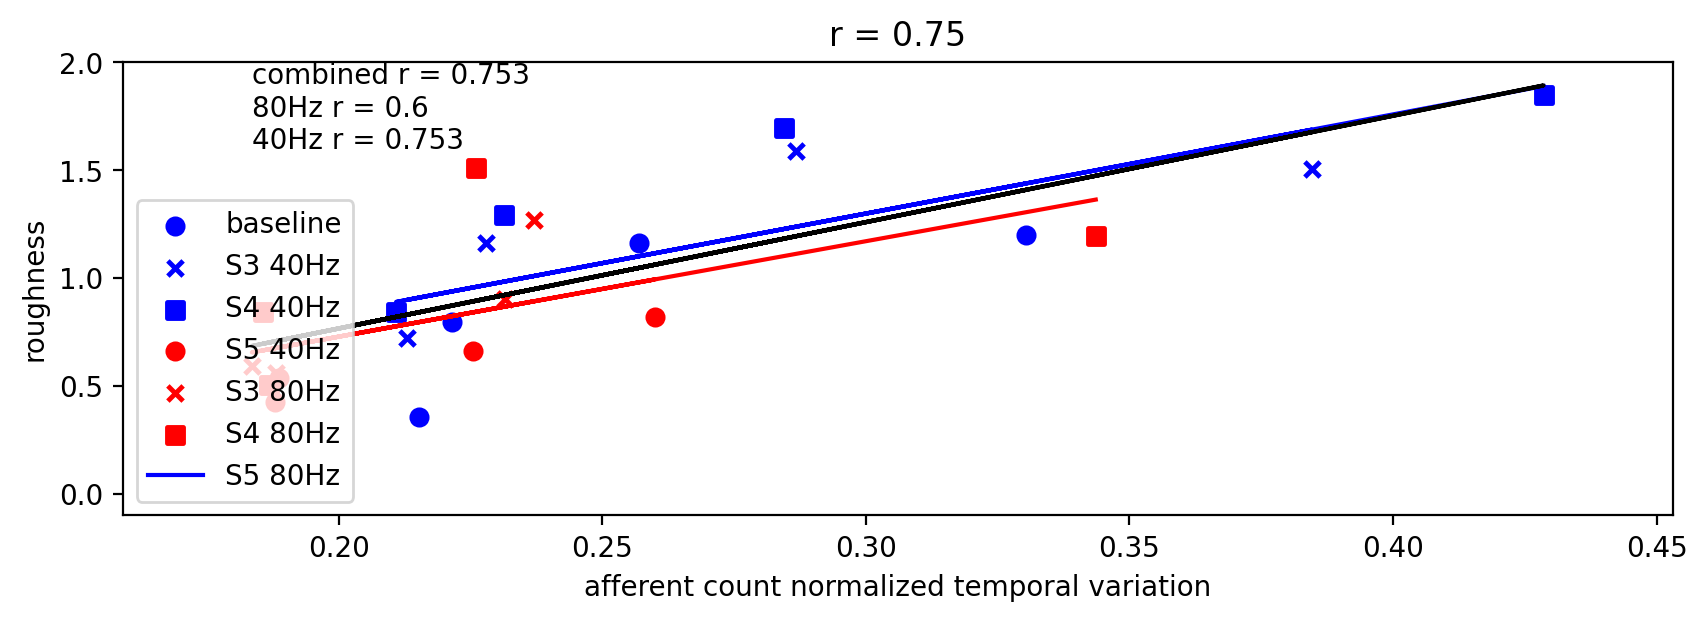 r = 0.75
combined r = 0.753
80Hz r = 0.6
40Hz r = 0.753
2.0
1.5
1.0
0.5
0.0
roughness
baseline
S3 40Hz
S4 40Hz
S5 40Hz
S3 80Hz
S4 80Hz
S5 80Hz
0.20
0.25
0.30
0.35
0.40
0.45
afferent count normalized temporal variation